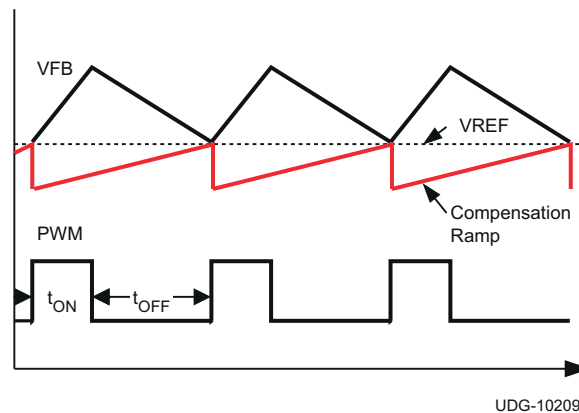 VFB
VREF
Compensation
Ramp
PWM
tON
tOFF
UDG-10209